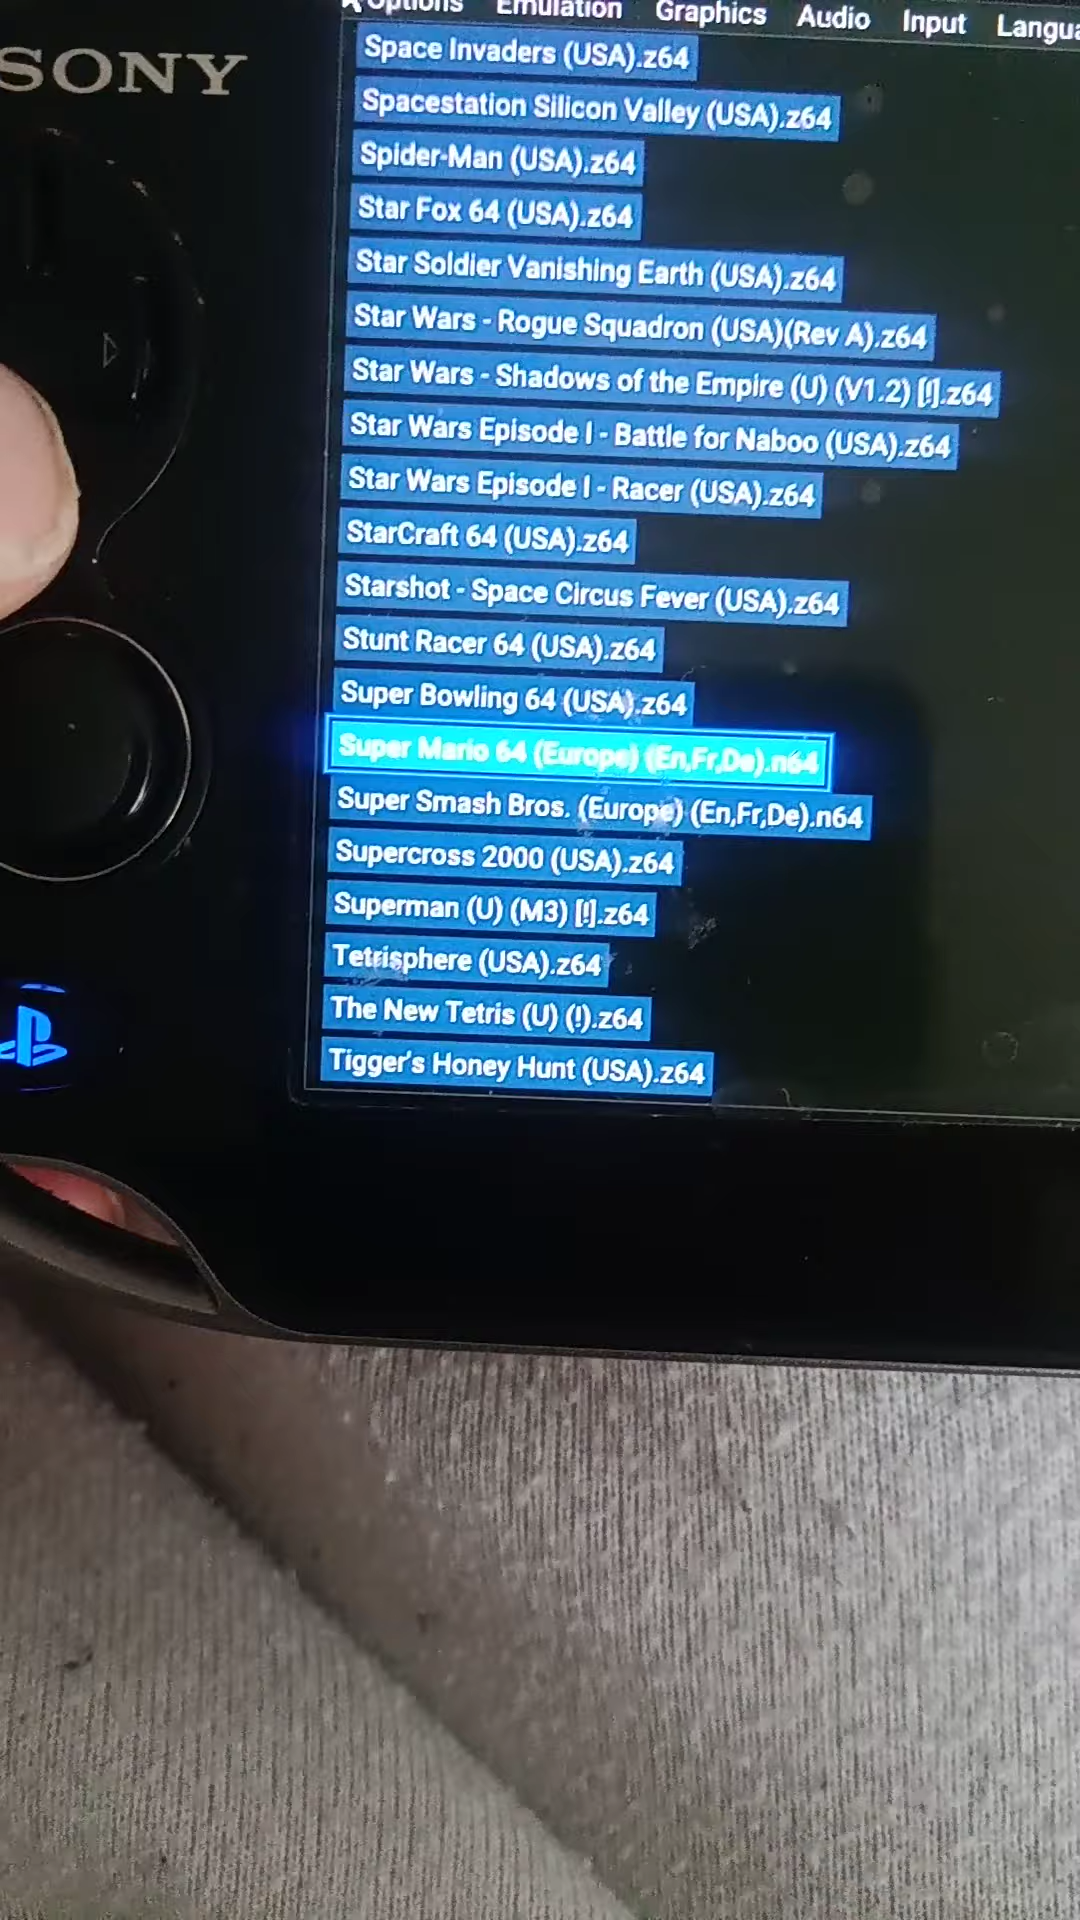 SONY
Options Emulation Graphics Audio Input
Space Invaders (USA).z64
Spacestation Silicon Valley (USA).z64
Spider-Man (USA).z64
Star Fox 64 (USA).z64
Star Soldier Vanishing Earth (USA).z64
Star Wars - Rogue Squadron (USA)(Rev A).z64
Star Wars - Shadows of the Empire (U) (V1.2) [!].z64
Star Wars Episode I - Battle for Naboo (USA).z64
Star Wars Episode I - Racer (USA).z64
StarCraft 64 (USA).z64
Starshot - Space Circus Fever (USA).z64
Stunt Racer 64 (USA).z64
Super Bowling 64 (USA).z64
Super Mario 64 (Europe) (En,Fr,De).n64
Super Smash Bros. (Europe) (En,Fr,De).n64
Supercross 2000 (USA).z64
Superman (U) (M3) [!].z64
Tetrisphere (USA).z64
The New Tetris (U) (!).z64
Tigger's Honey Hunt (USA).z64